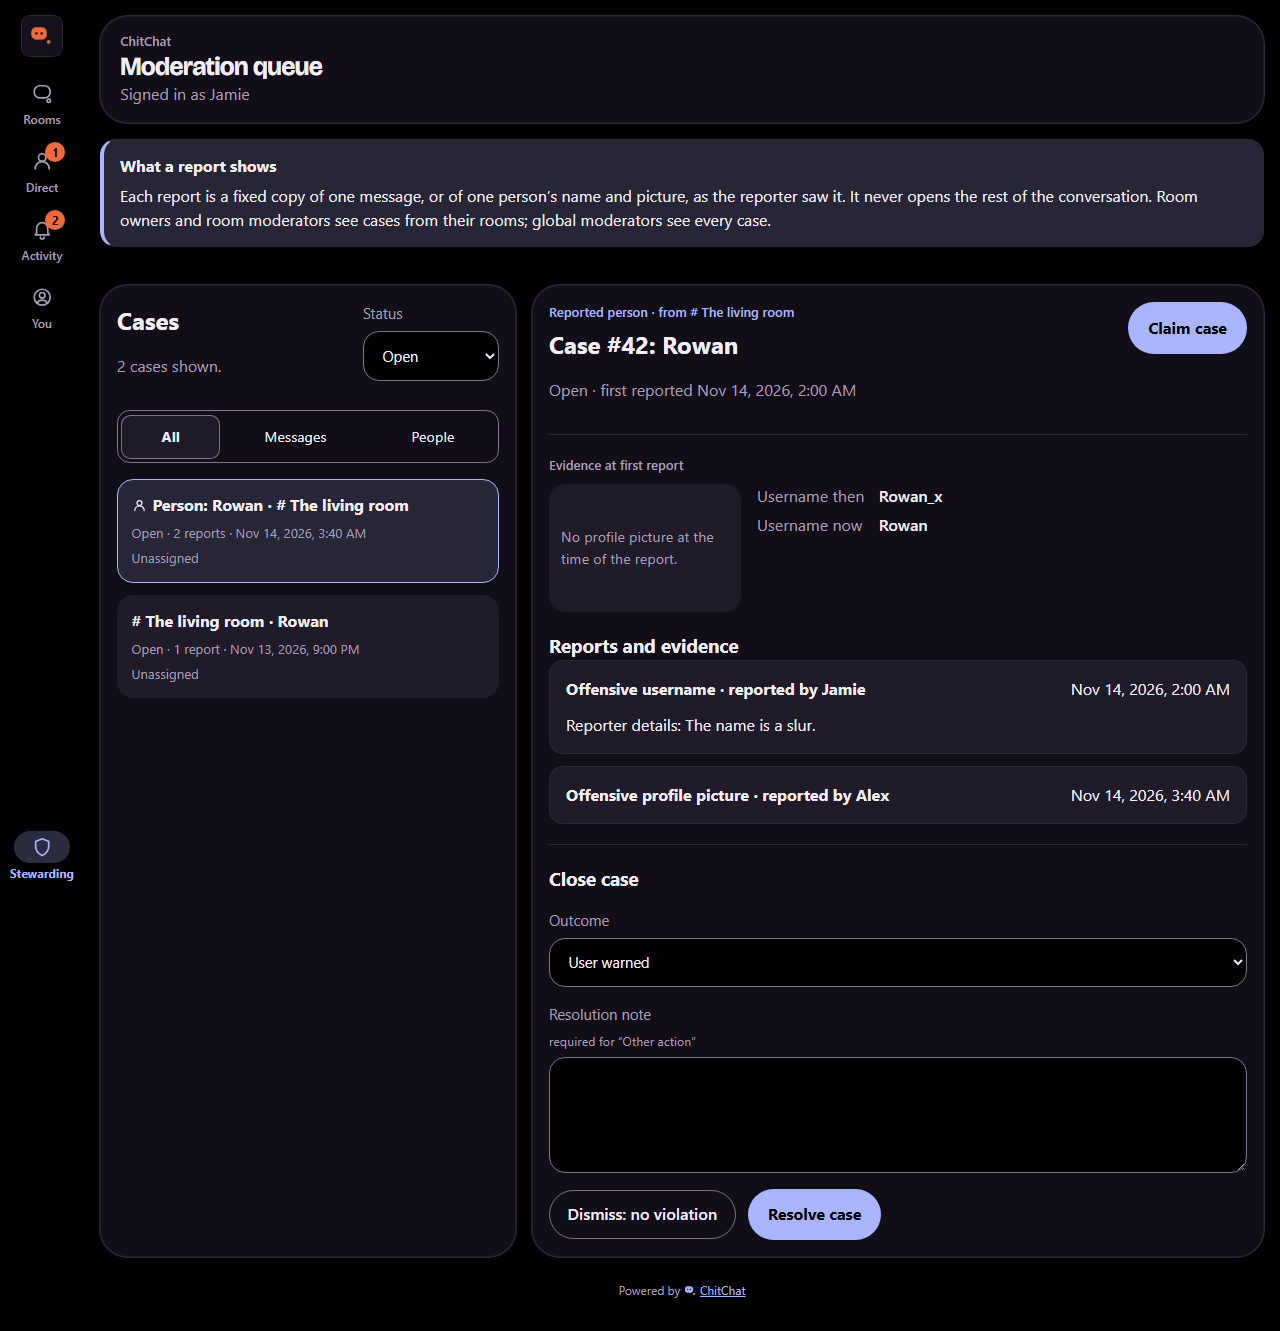 ChitChat
Moderation queue
Signed in as Jamie
Rooms
1
Direct
2
Activity
You
Stewarding
What a report shows
Each report is a fixed copy of one message, or of one person's name and picture, as the reporter saw it. It never opens the rest of the conversation. Room
owners and room moderators see cases from their rooms; global moderators see every case.
Cases
2 cases shown.
Status
Open
All
Messages
People
Person: Rowan · # The living room
Open · 2 reports · Nov 14, 2026, 3:40 AM
Unassigned
# The living room · Rowan
Open · 1 report · Nov 13, 2026, 9:00 PM
Unassigned
Reported person · from # The living room
Case #42: Rowan
Open · first reported Nov 14, 2026, 2:00 AM
Claim case
Evidence at first report
No profile picture at the
time of the report.
Username then Rowan_x
Username now Rowan
Reports and evidence
Offensive username · reported by Jamie Nov 14, 2026, 2:00 AM
Reporter details: The name is a slur.
Offensive profile picture · reported by Alex Nov 14, 2026, 3:40 AM
Close case
Outcome
User warned
Resolution note
required for “Other action”
Dismiss: no violation
Resolve case
Powered by ChitChat